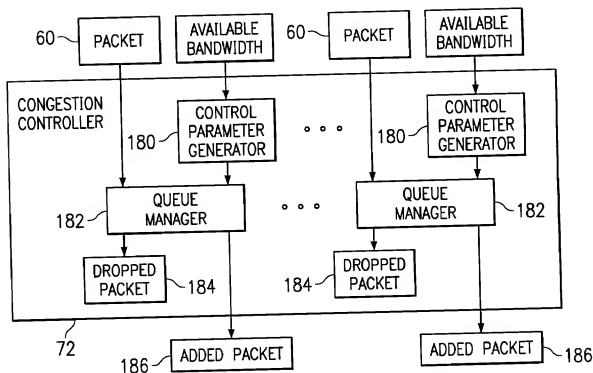 60
PACKET
AVAILABLE
BANDWIDTH
60
PACKET
AVAILABLE
BANDWIDTH
CONGESTION
CONTROLLER
180
CONTROL
PARAMETER
GENERATOR
180
CONTROL
PARAMETER
GENERATOR
182
QUEUE
MANAGER
QUEUE
MANAGER
182
DROPPED
PACKET
184
184
DROPPED
PACKET
72
186
ADDED PACKET
ADDED PACKET
186